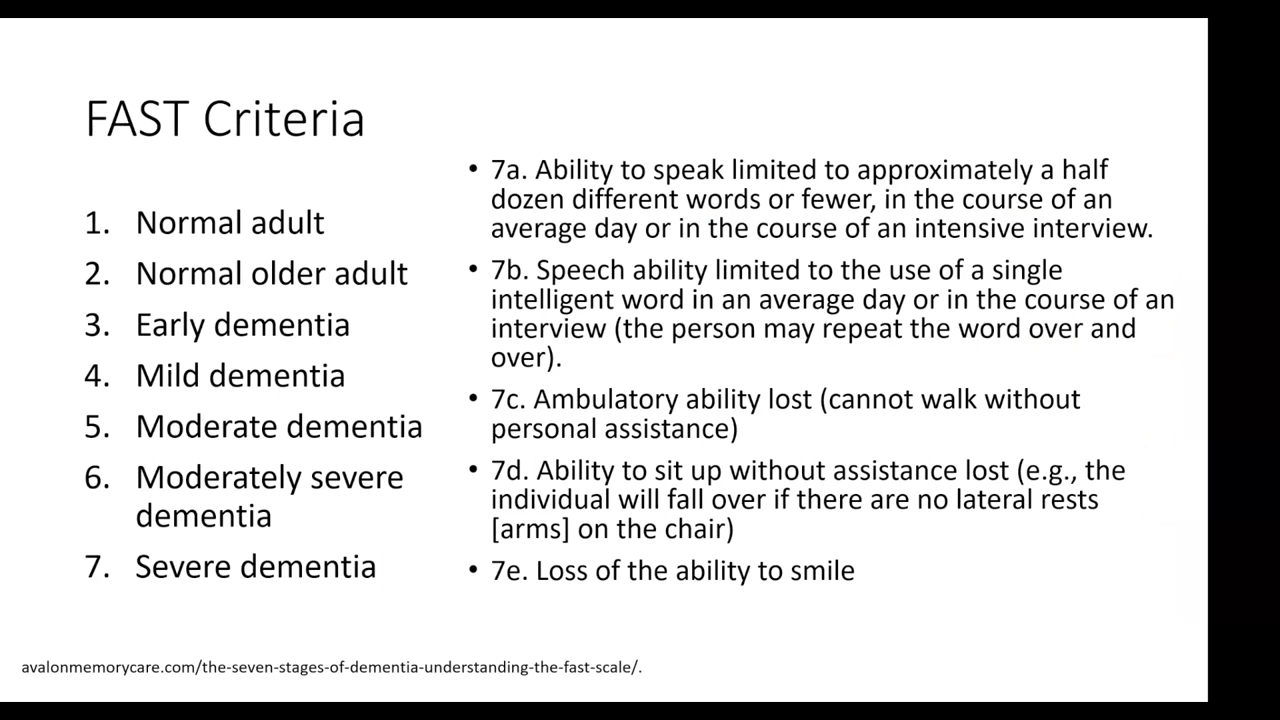 FAST Criteria
1. Normal adult
2. Normal older adult
3. Early dementia
4. Mild dementia
5. Moderate dementia
6. Moderately severe
dementia
7. Severe dementia
• 7a. Ability to speak limited to approximately a half
dozen different words or fewer, in the course of an
average day or in the course of an intensive interview.
• 7b. Speech ability limited to the use of a single
intelligent word in an average day or in the course of an
interview (the person may repeat the word over and
over).
• 7c. Ambulatory ability lost (cannot walk without
personal assistance)
• 7d. Ability to sit up without assistance lost (e.g., the
individual will fall over if there are no lateral rests
[arms] on the chair)
• 7e. Loss of the ability to smile
avalonmemorycare.com/the-seven-stages-of-dementia-understanding-the-fast-scale/.